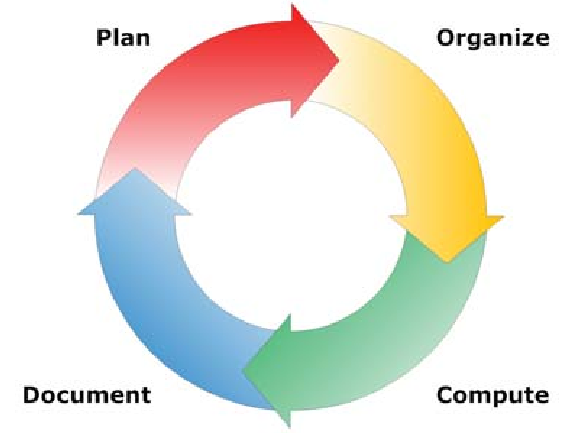 Plan
Organize
Document
Compute